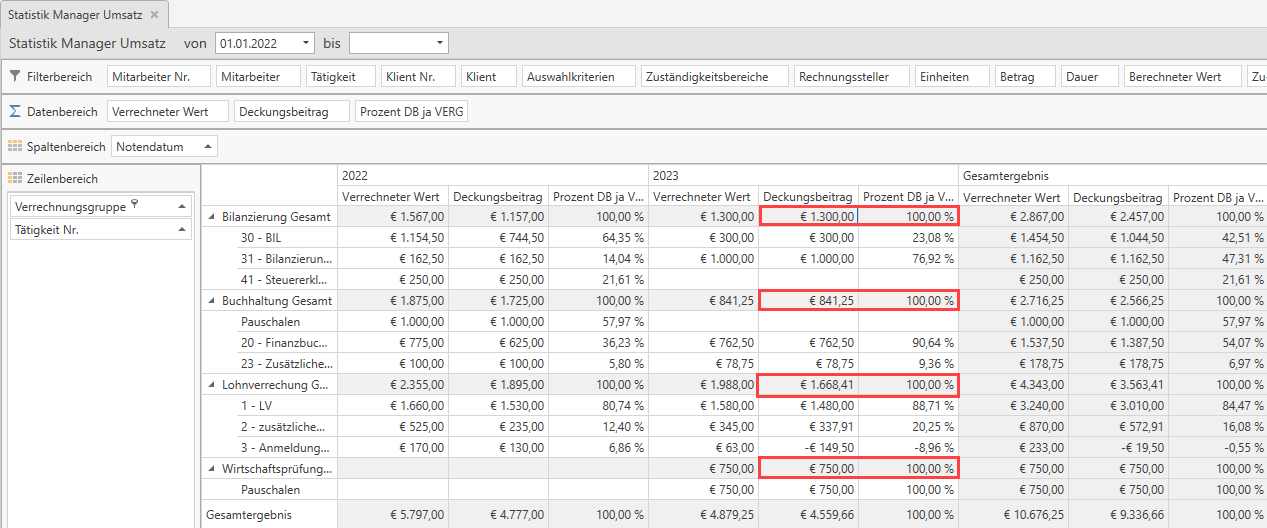 Statistik Manager Umsatz ×
Statistik Manager Umsatz von 01.01.2022 bis
Filterbereich Mitarbeiter Nr. Mitarbeiter Tätigkeit Klient Nr. Klient Auswahlkriterien Zuständigkeitsbereiche Rechnungssteller Einheiten Betrag Dauer Berechneter Wert Zu-
Datenbereich Verrechneter Wert Deckungsbeitrag Prozent DB ja VERG
Spaltenbereich Notendatum
Zeilenbereich
Verrechnungsgruppe
Tätigkeit Nr.
2022 2023 Gesamtergebnis
Verrechneter Wert Deckungsbeitrag Prozent DB ja V... Verrechneter Wert Deckungsbeitrag Prozent DB ja V... Verrechneter Wert Deckungsbeitrag Prozent DB ja V...
Bilanzierung Gesamt € 1.567,00 € 1.157,00 100,00 % € 1.300,00 € 1.300,00 100,00 % € 2.867,00 € 2.457,00 100,00 %
30 - BIL € 1.154,50 € 744,50 64,35 % € 300,00 € 300,00 23,08 % € 1.454,50 € 1.044,50 42,51 %
31 - Bilanzierun... € 162,50 € 162,50 14,04 % € 1.000,00 € 1.000,00 76,92 % € 1.162,50 € 1.162,50 47,31 %
41 - Steuererkl... € 250,00 € 250,00 21,61 % € 250,00 € 250,00 21,61 %
Buchhaltung Gesamt € 1.875,00 € 1.725,00 100,00 % € 841,25 € 841,25 100,00 % € 2.716,25 € 2.566,25 100,00 %
Pauschalen € 1.000,00 € 1.000,00 57,97 % € 1.000,00 € 1.000,00 57,97 %
20 - Finanzbuc... € 775,00 € 625,00 36,23 % € 762,50 € 762,50 90,64 % € 1.537,50 € 1.387,50 54,07 %
23 - Zusätzliche... € 100,00 € 100,00 5,80 % € 78,75 € 78,75 9,36 % € 178,75 € 178,75 6,97 %
Lohnverrechung G... € 2.355,00 € 1.895,00 100,00 % € 1.988,00 € 1.668,41 100,00 % € 4.343,00 € 3.563,41 100,00 %
1 - LV € 1.660,00 € 1.530,00 80,74 % € 1.580,00 € 1.480,00 88,71 % € 3.240,00 € 3.010,00 84,47 %
2 - zusätzliche... € 525,00 € 235,00 12,40 % € 345,00 € 337,91 20,25 % € 870,00 € 572,91 16,08 %
3 - Anmeldung... € 170,00 € 130,00 6,86 % € 63,00 -€ 149,50 -8,96 % € 233,00 -€ 19,50 -0,55 %
Wirtschaftsprüfung... € 750,00 € 750,00 100,00 % € 750,00 € 750,00 100,00 %
Pauschalen € 750,00 € 750,00 100,00 % € 750,00 € 750,00 100,00 %
Gesamtergebnis € 5.797,00 € 4.777,00 100,00 % € 4.879,25 € 4.559,66 100,00 % € 10.676,25 € 9.336,66 100,00 %